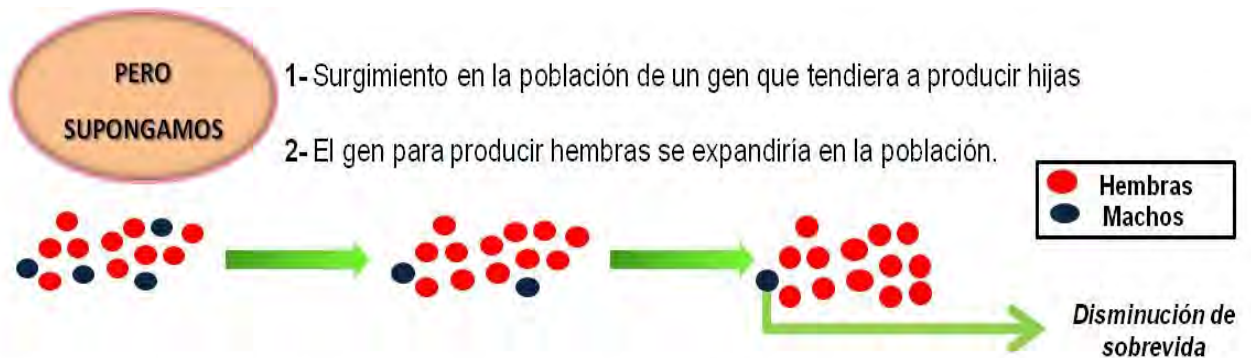 PERO
SUPONGAMOS
1- Surgimiento en la población de un gen que tendiera a producir hijas
2- El gen para producir hembras se expandiría en la población.
Hembras
Machos
Disminución de
sobrevida